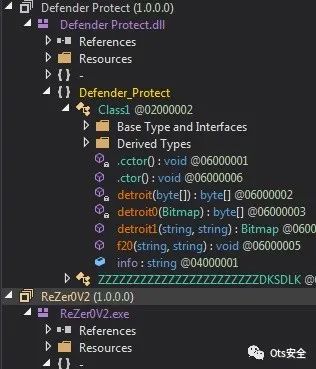 Defender Protect (1.0.0.0)
Defender Protect.dll
References
Resources
{ } -
{ } Defender_Protect
Class1 @02000002
Base Type and Interfaces
Derived Types
.cctor() : void @06000001
.ctor() : void @06000006
detroit(byte[]) : byte[] @06000002
detroit0(Bitmap) : byte[] @06000003
detroit1(string, string) : Bitmap @06000004
f20(string, string) : void @06000005
info : string @04000001
ZZZZZZZZZZZZZZZZZZZZZZZZDKSDLK @0
ReZer0V2 (1.0.0.0)
ReZer0V2.exe
References
Resources
{ } -
Ots安全